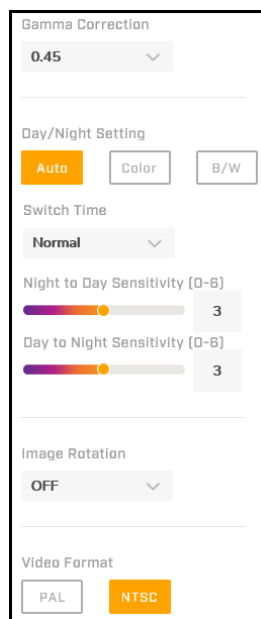 Gamma Correction
0.45
Day/Night Setting
Auto Color B/W
Switch Time
Normal
Night to Day Sensitivity (0-6)
3
Day to Night Sensitivity (0-6)
3
Image Rotation
OFF
Video Format
PAL NTSC